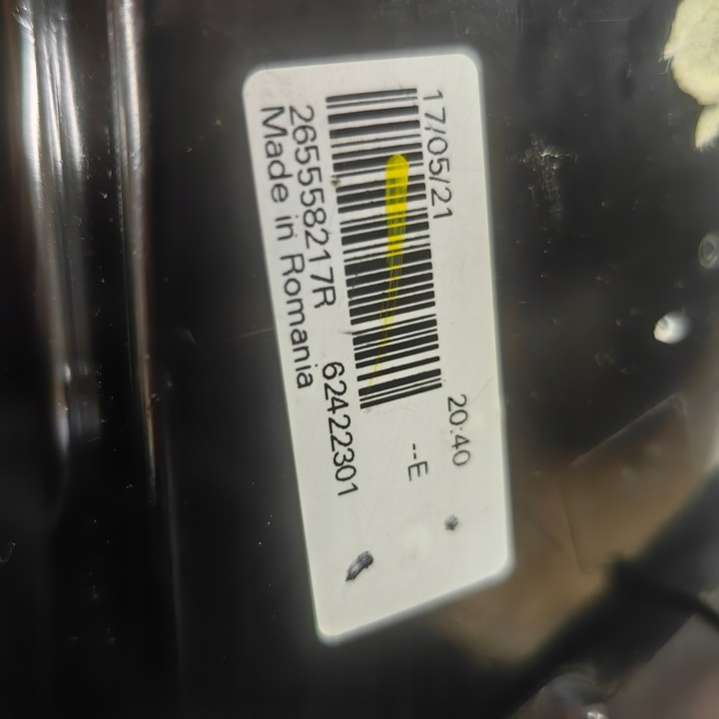 17/05/21 20:40
--E
265558217R 62422301
Made in Romania